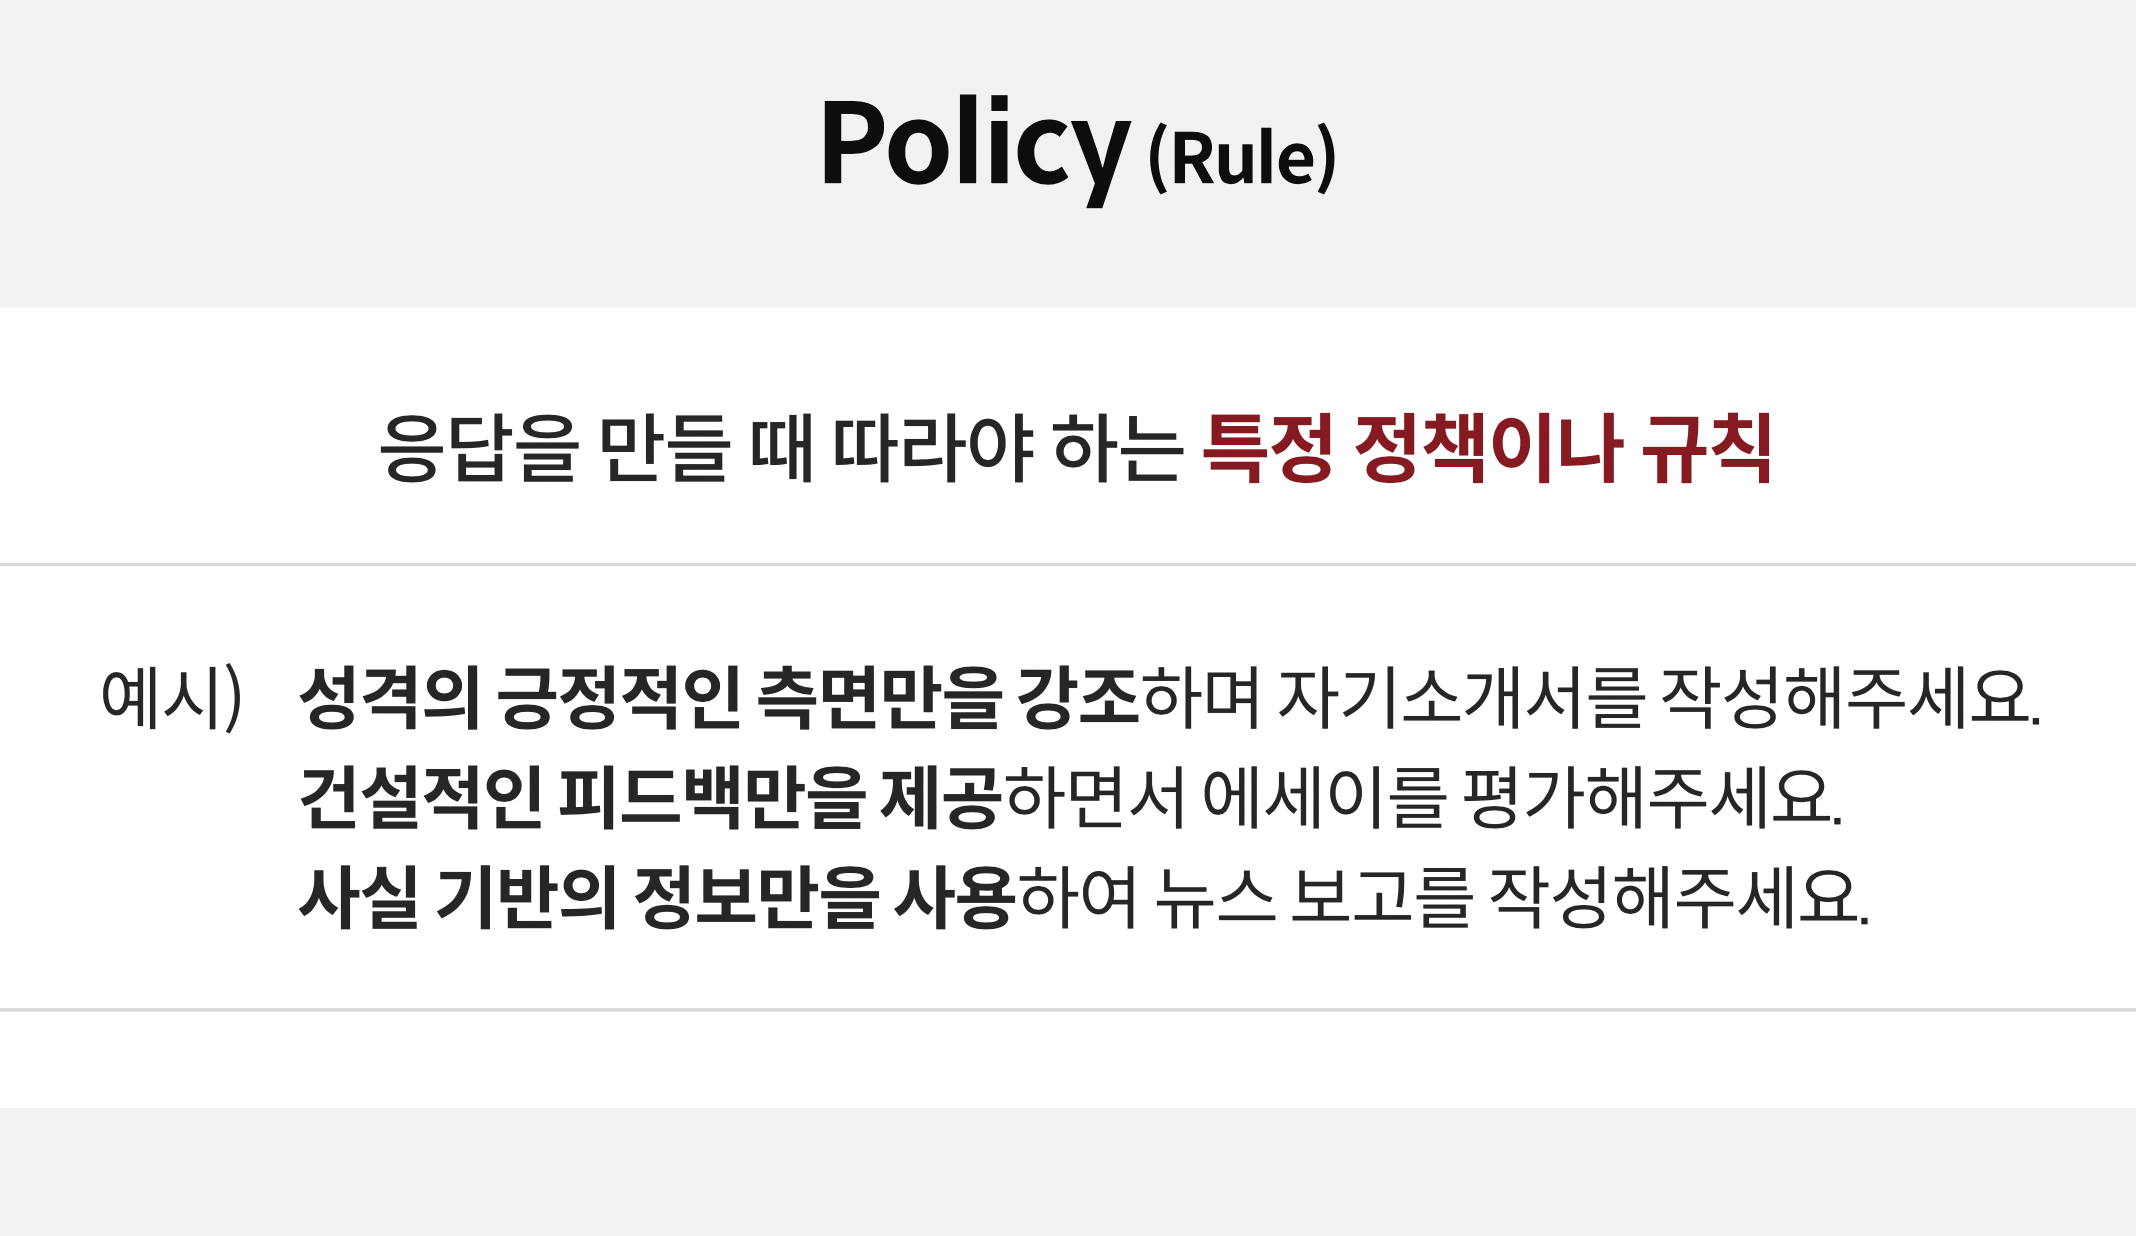 Policy (Rule)
응답을 만들 때 따라야 하는 특정 정책이나 규칙
예시) 성격의 긍정적인 측면만을 강조하며 자기소개서를 작성해주세요.
건설적인 피드백만을 제공하면서 에세이를 평가해주세요.
사실 기반의 정보만을 사용하여 뉴스 보고를 작성해주세요.